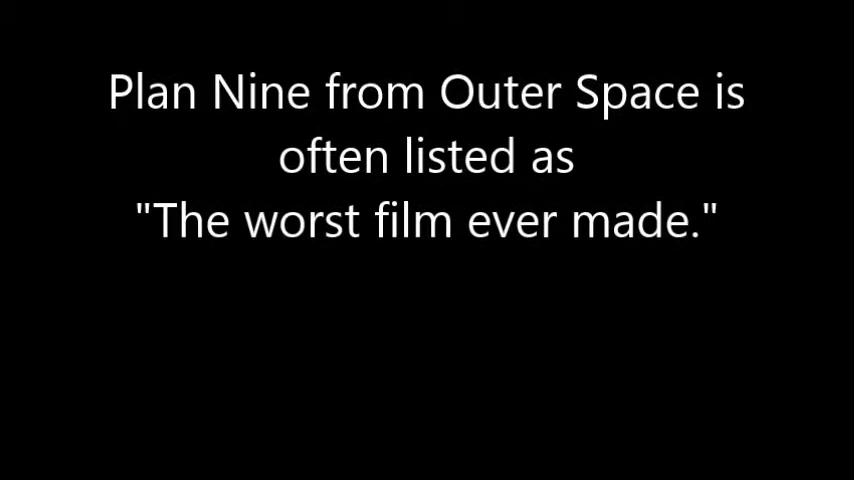 Plan Nine from Outer Space is
often listed as
"The worst film ever made."